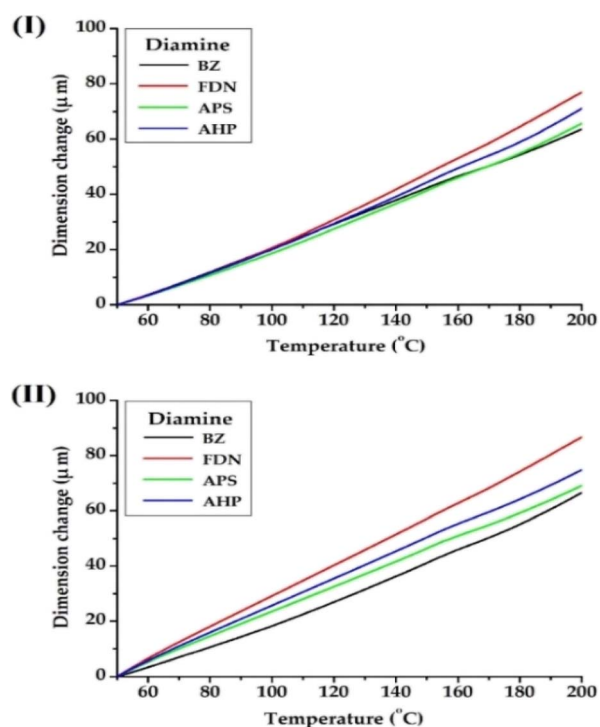 (I)
100
80
60
40
20
0
Dimension change (μm)
Diamine
BZ
FDN
APS
AHP
60 80 100 120 140 160 180 200
Temperature (°C)
(II)
100
80
60
40
20
0
Dimension change (μm)
Diamine
BZ
FDN
APS
AHP
60 80 100 120 140 160 180 200
Temperature (°C)